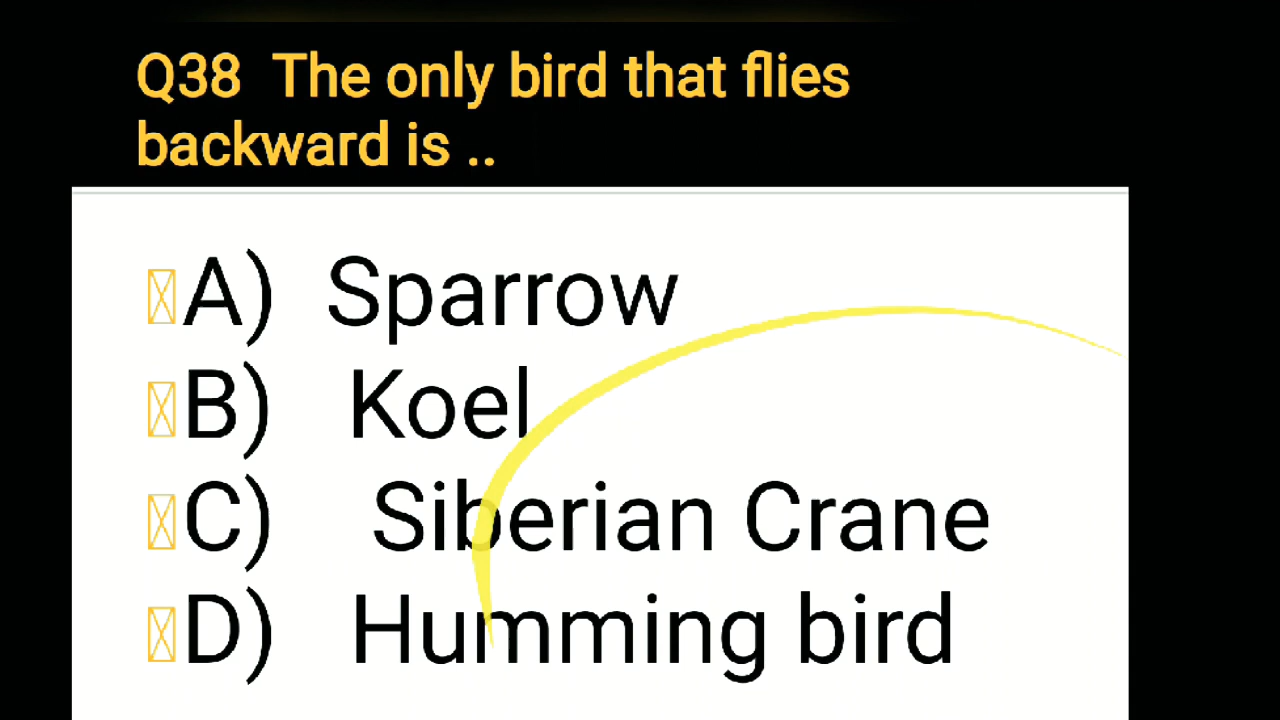 Q38 The only bird that flies
backward is ..
A) Sparrow
B) Koel
C) Siberian Crane
D) Humming bird